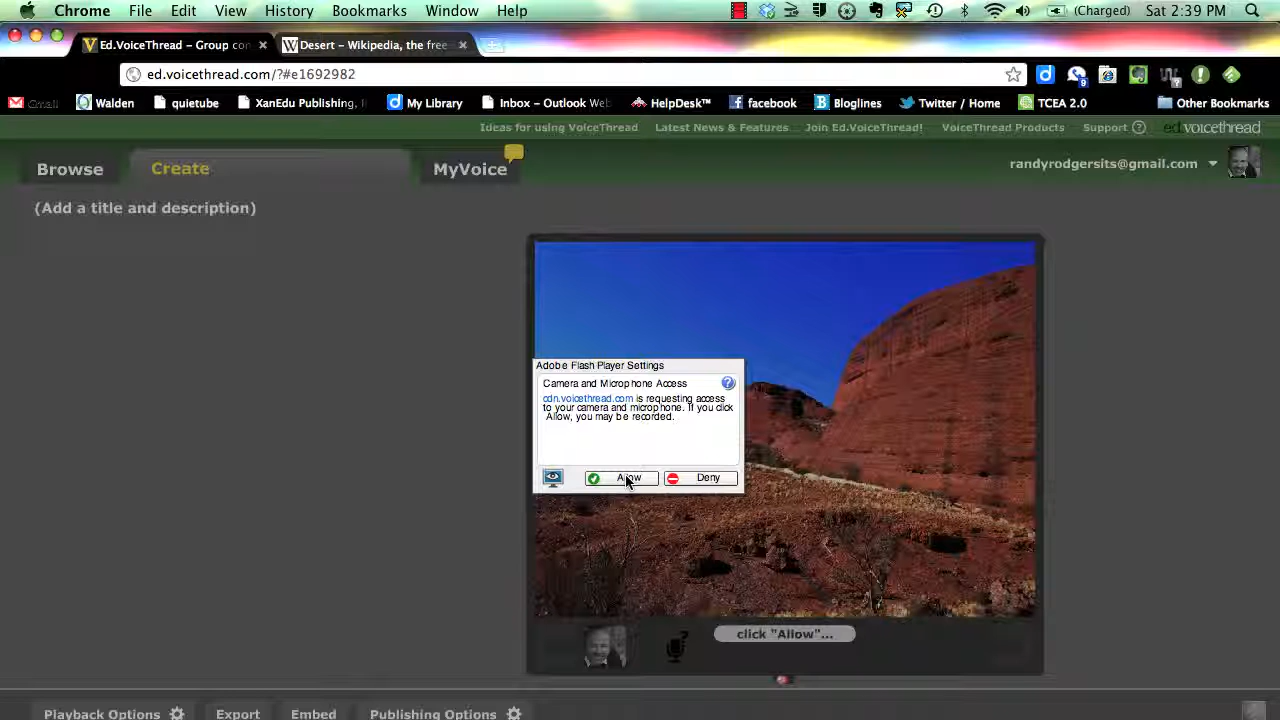 Chrome File Edit View History Bookmarks Window Help (Charged) Sat 2:39 PM
Ed.VoiceThread – Group con Desert – Wikipedia, the free
ed.voicethread.com/?#e1692982
Gmail Walden quietube XanEdu Publishing, I My Library Inbox – Outlook Web HelpDesk™ facebook Bloglines Twitter / Home TCEA 2.0 Other Bookmarks
Ideas for using VoiceThread Latest News & Features Join Ed.VoiceThread! VoiceThread Products Support ? ed.voicethread
Browse Create MyVoice randyrodgersits@gmail.com
(Add a title and description)
Adobe Flash Player Settings
Camera and Microphone Access
cdn.voicethread.com is requesting access
to your camera and microphone. If you click
Allow, you may be recorded.
Allow Deny
click "Allow"...
Playback Options Export Embed Publishing Options